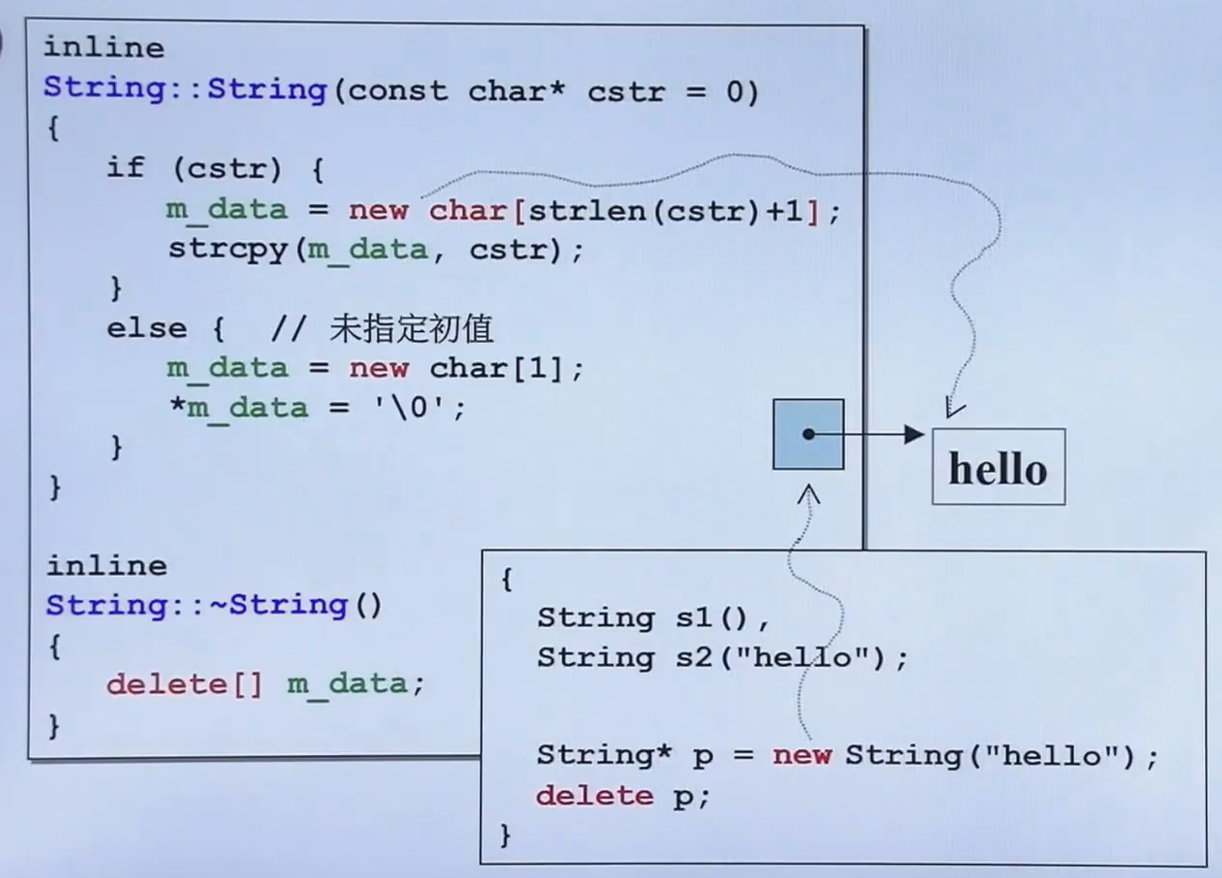 inline
String::String(const char* cstr = 0)
{
if (cstr) {
m_data = new char[strlen(cstr)+1];
strcpy(m_data, cstr);
}
else { // 未指定初值
m_data = new char[1];
*m_data = '\0';
}
}
inline
String::~String()
{
delete[] m_data;
}
hello
{
String s1(),
String s2("hello");
String* p = new String("hello");
delete p;
}